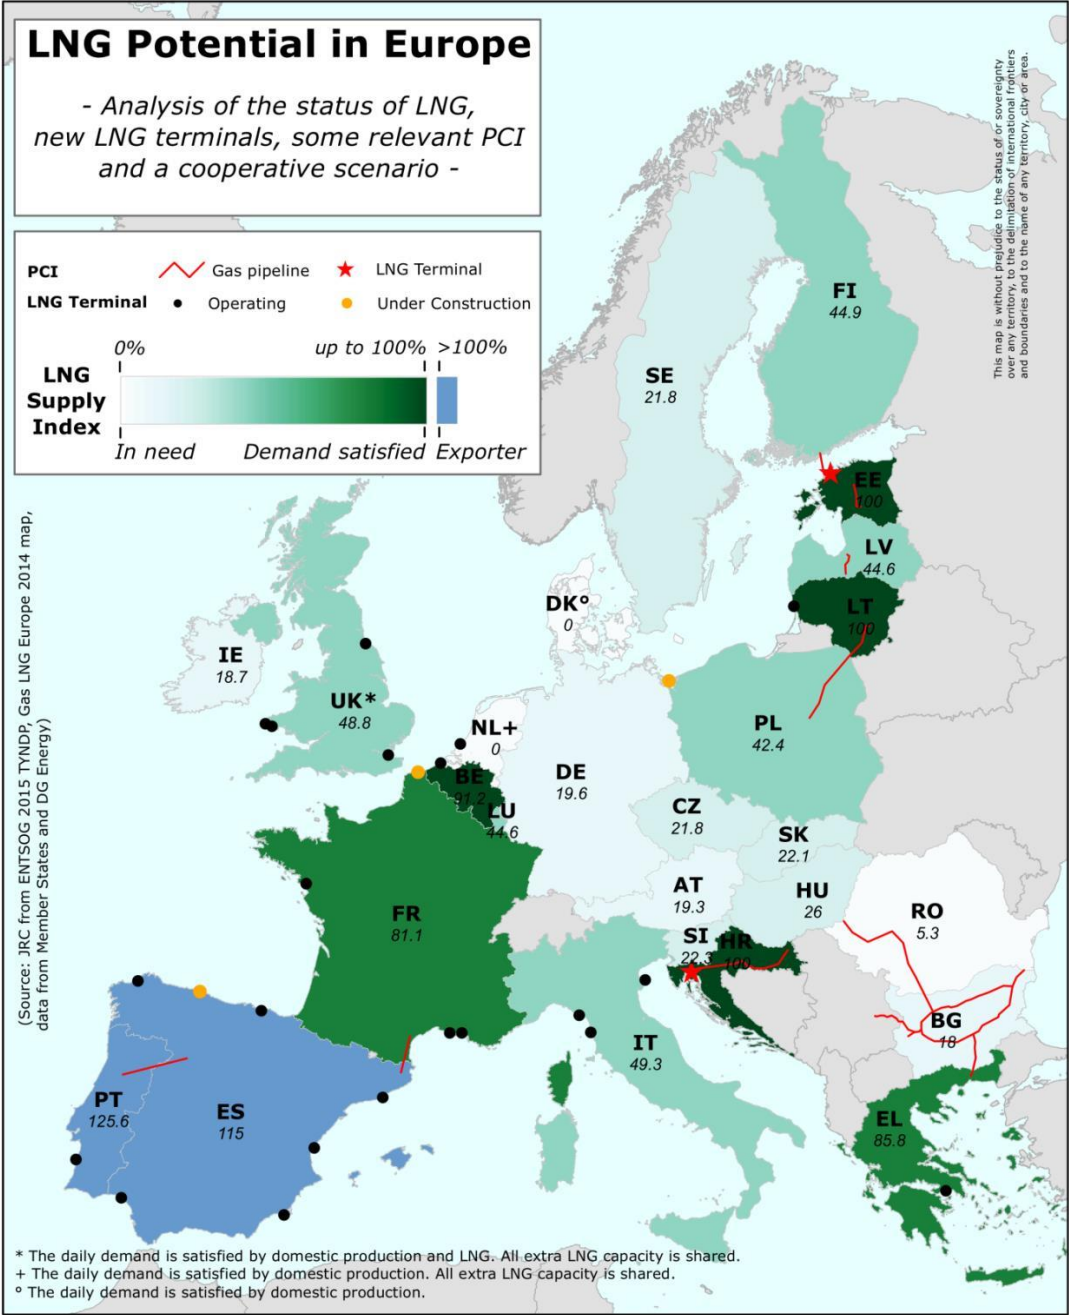 LNG Potential in Europe
- Analysis of the status of LNG,
new LNG terminals, some relevant PCI
and a cooperative scenario -
This map is without prejudice to the status of or sovereignty
over any territory, to the delimitation of international frontiers
and boundaries and to the name of any territory, city or area.
PCI Gas pipeline LNG Terminal
LNG Terminal Operating Under Construction
0% up to 100% >100%
LNG
Supply
Index
In need Demand satisfied Exporter
(Source: JRC from ENTSOG 2015 TYNDP, Gas LNG Europe 2014 map,
data from Member States and DG Energy)
FI
44.9
SE
21.8
EE
100
LV
44.6
DK°
0
LT
100
IE
18.7
UK*
48.8
NL+
0
PL
42.4
BE
91.2
DE
19.6
LU
44.6
CZ
21.8
SK
22.1
AT
19.3
HU
26
FR
81.1
RO
5.3
SI
22.3
HR
100
BG
18
IT
49.3
PT
125.6
ES
115
EL
85.8
* The daily demand is satisfied by domestic production and LNG. All extra LNG capacity is shared.
+ The daily demand is satisfied by domestic production. All extra LNG capacity is shared.
° The daily demand is satisfied by domestic production.